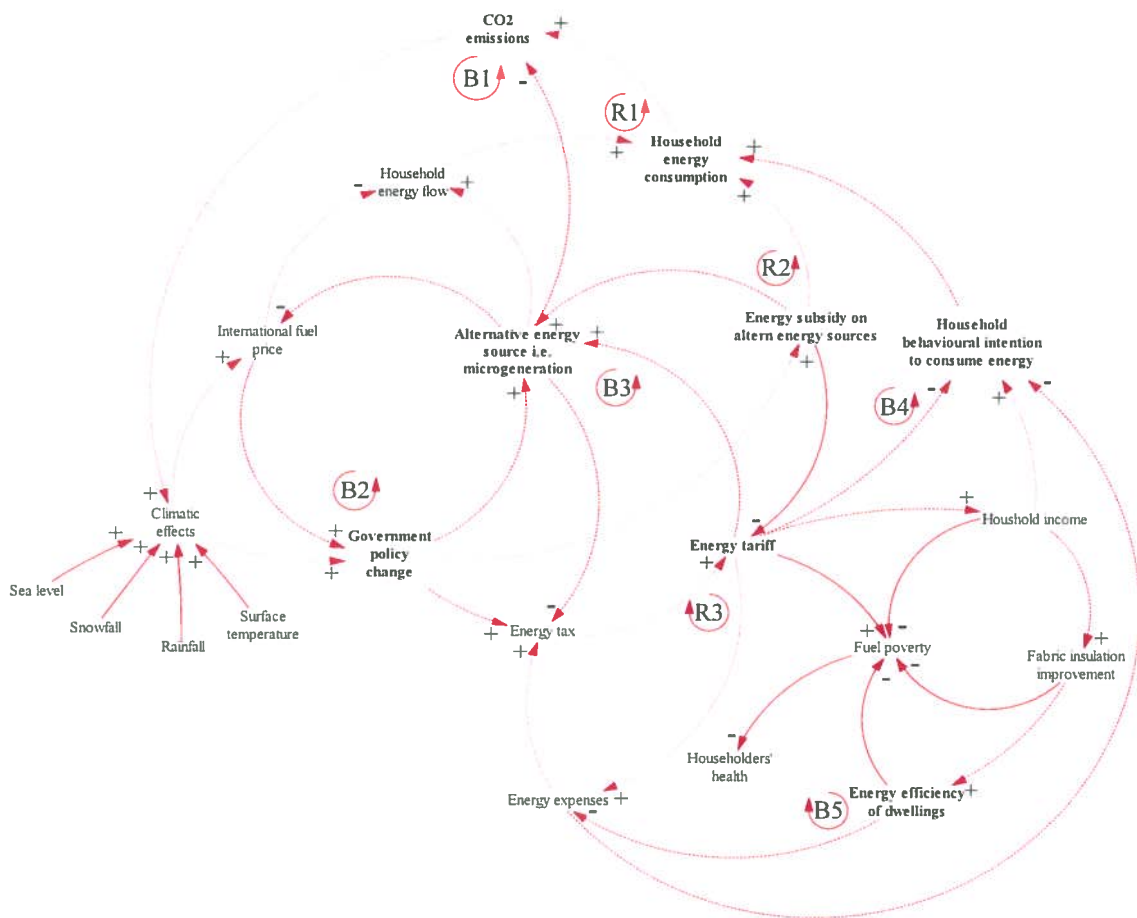 CO2
emissions
+
-
B1
R1
Household
energy
consumption
+
+
+
Household
energy flow
-
+
R2
International fuel
price
-
+
Alternative energy
source i.e.
microgeneration
+
+
+
Energy subsidy on
altern energy sources
+
Household
behavioural intention
to consume energy
-
+
-
B3
B4
B2
Climatic
effects
+
+
+
+
+
Sea level
Snowfall
Rainfall
Surface
temperature
Government
policy
change
+
+
Energy tariff
-
+
Houshold income
+
R3
Energy tax
-
+
+
Fuel poverty
+
-
-
-
Fabric insulation
improvement
+
Householders'
health
-
Energy expenses
+
-
B5
Energy efficiency
of dwellings
+